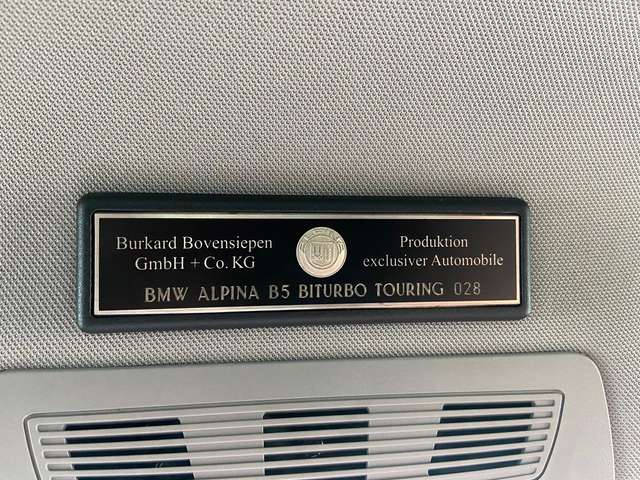 Burkard Bovensiepen
GmbH + Co. KG
Produktion
exclusiver Automobile
BMW ALPINA B5 BITURBO TOURING 028